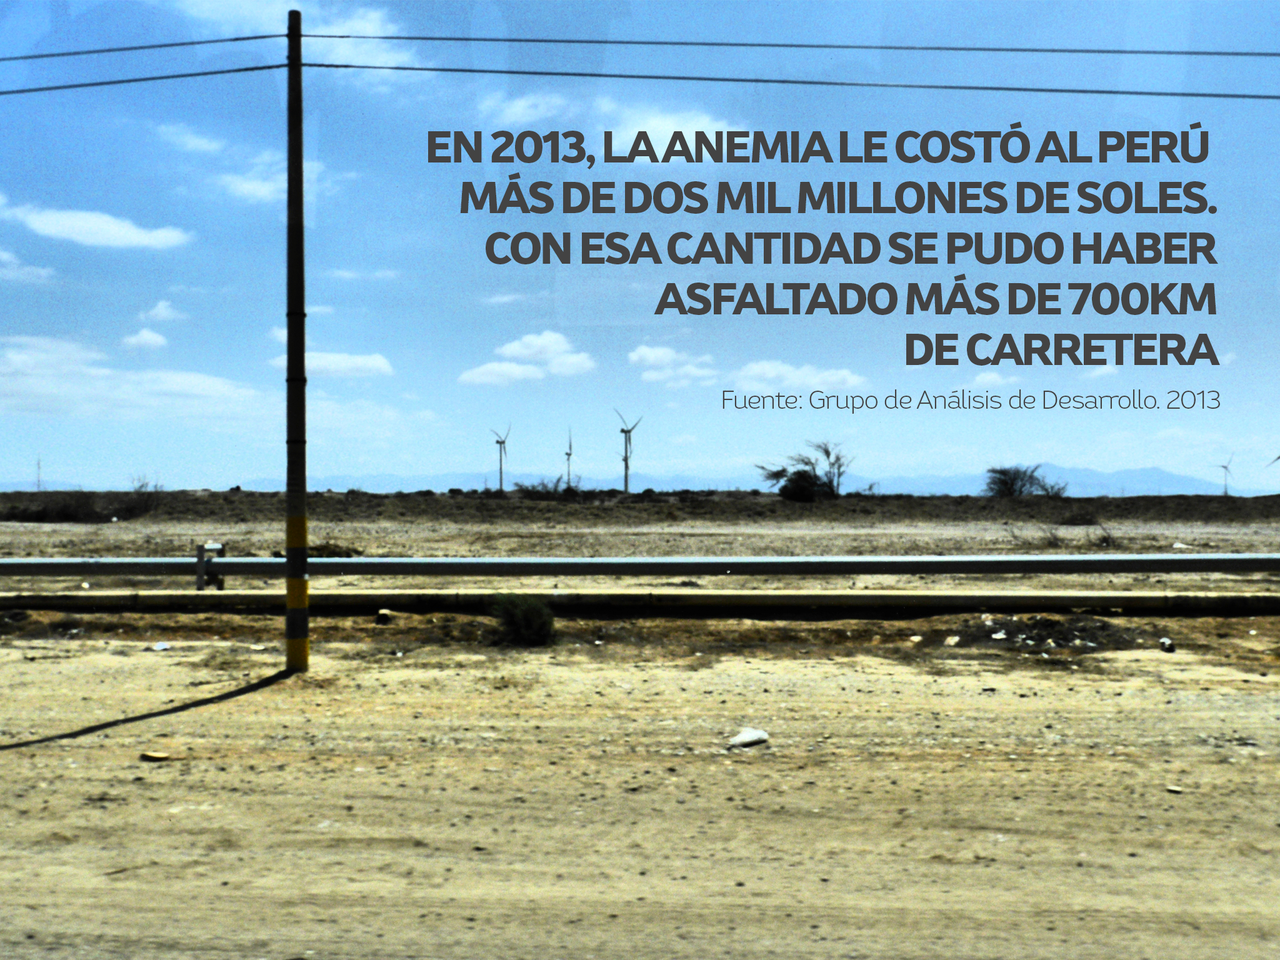 EN 2013, LA ANEMIA LE COSTÓ AL PERÚ
MÁS DE DOS MIL MILLONES DE SOLES.
CON ESA CANTIDAD SE PUDO HABER
ASFALTADO MÁS DE 700KM
DE CARRETERA
Fuente: Grupo de Análisis de Desarrollo. 2013